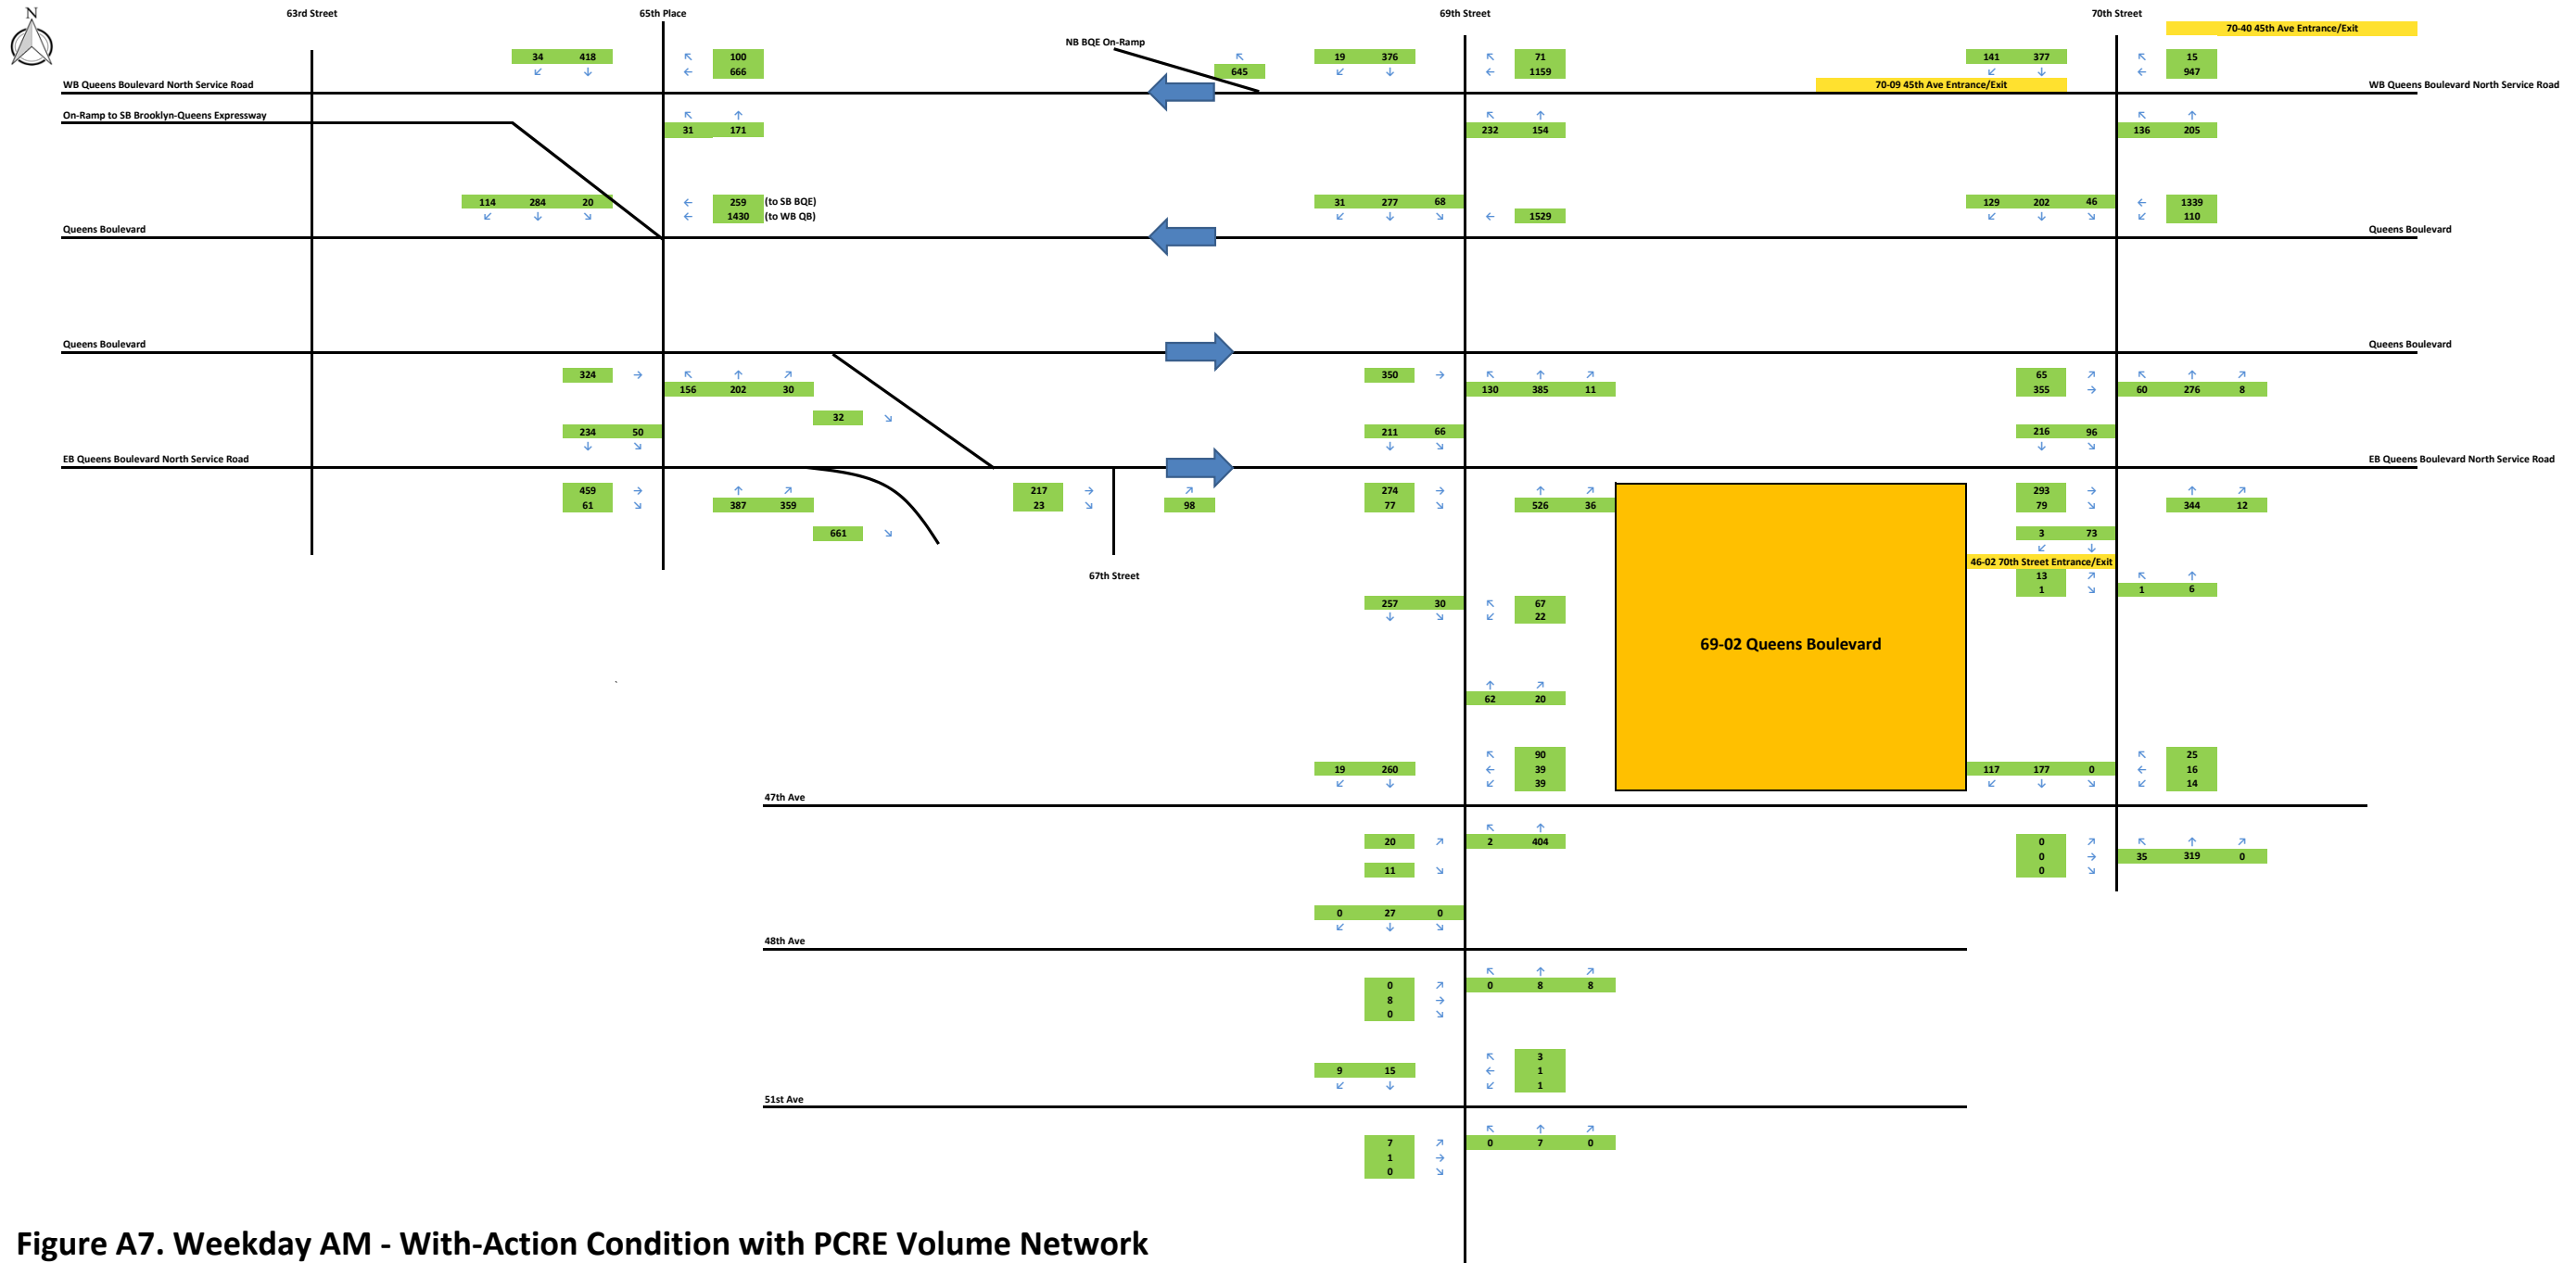 N
63rd Street
65th Place
69th Street
70th Street
70-40 45th Ave Entrance/Exit
NB BQE On-Ramp
34 418
↙ ↓
↖ 100
← 666
↖
645
19 376
↙ ↓
↖ 71
← 1159
141 377
↙ ↓
↖ 15
← 947
70-09 45th Ave Entrance/Exit
WB Queens Boulevard North Service Road
WB Queens Boulevard North Service Road
On-Ramp to SB Brooklyn-Queens Expressway
↖ ↑
31 171
↖ ↑
232 154
↖ ↑
136 205
114 284 20
↙ ↓ ↘
← 259 (to SB BQE)
← 1430 (to WB QB)
31 277 68
↙ ↓ ↘
← 1529
129 202 46
↙ ↓ ↘
← 1339
↙ 110
Queens Boulevard
Queens Boulevard
Queens Boulevard
Queens Boulevard
324 →
↖ ↑ ↗
156 202 30
350 →
↖ ↑ ↗
130 385 11
65 ↗
355 →
↖ ↑ ↗
60 276 8
32 ↘
234 50
↓ ↘
211 66
↓ ↘
216 96
↓ ↘
EB Queens Boulevard North Service Road
EB Queens Boulevard North Service Road
459 →
61 ↘
↑ ↗
387 359
217 →
23 ↘
↗
98
274 →
77 ↘
↑ ↗
526 36
293 →
79 ↘
↑ ↗
344 12
661 ↘
3 73
↙ ↓
46-02 70th Street Entrance/Exit
67th Street
13 ↗
1 ↘
↖ ↑
1 6
257 30
↓ ↘
↖ 67
↙ 22
69-02 Queens Boulevard
↑ ↗
62 20
19 260
↙ ↓
↖ 90
← 39
↙ 39
117 177 0
↙ ↓ ↘
↖ 25
← 16
↙ 14
47th Ave
20 ↗
11 ↘
↖ ↑
2 404
0 ↗
0 →
0 ↘
↖ ↑ ↗
35 319 0
0 27 0
↙ ↓ ↘
48th Ave
0 ↗
8 →
0 ↘
↖ ↑ ↗
0 8 8
9 15
↙ ↓
↖ 3
← 1
↙ 1
51st Ave
7 ↗
1 →
0 ↘
↖ ↑ ↗
0 7 0
Figure A7. Weekday AM - With-Action Condition with PCRE Volume Network